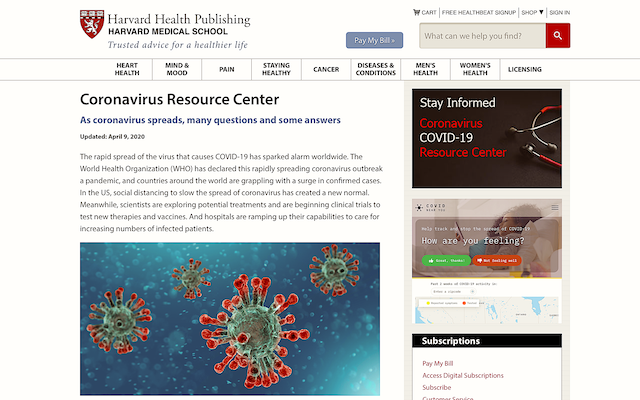 CART FREE HEALTHBEAT SIGNUP SHOP SIGN IN
Harvard Health Publishing
HARVARD MEDICAL SCHOOL
Trusted advice for a healthier life
Pay My Bill »
What can we help you find?
HEART HEALTH
MIND & MOOD
PAIN
STAYING HEALTHY
CANCER
DISEASES & CONDITIONS
MEN'S HEALTH
WOMEN'S HEALTH
LICENSING
Coronavirus Resource Center
As coronavirus spreads, many questions and some answers
Updated: April 9, 2020
The rapid spread of the virus that causes COVID-19 has sparked alarm worldwide. The
World Health Organization (WHO) has declared this rapidly spreading coronavirus outbreak
a pandemic, and countries around the world are grappling with a surge in confirmed cases.
In the US, social distancing to slow the spread of coronavirus has created a new normal.
Meanwhile, scientists are exploring potential treatments and are beginning clinical trials to
test new therapies and vaccines. And hospitals are ramping up their capabilities to care for
increasing numbers of infected patients.
Stay Informed
Coronavirus
COVID-19
Resource Center
COVID
NEAR YOU
Help track and stop the spread of COVID-19
How are you feeling?
Great, thanks!
Not feeling well
Subscriptions
Pay My Bill
Access Digital Subscriptions
Subscribe
Customer Service